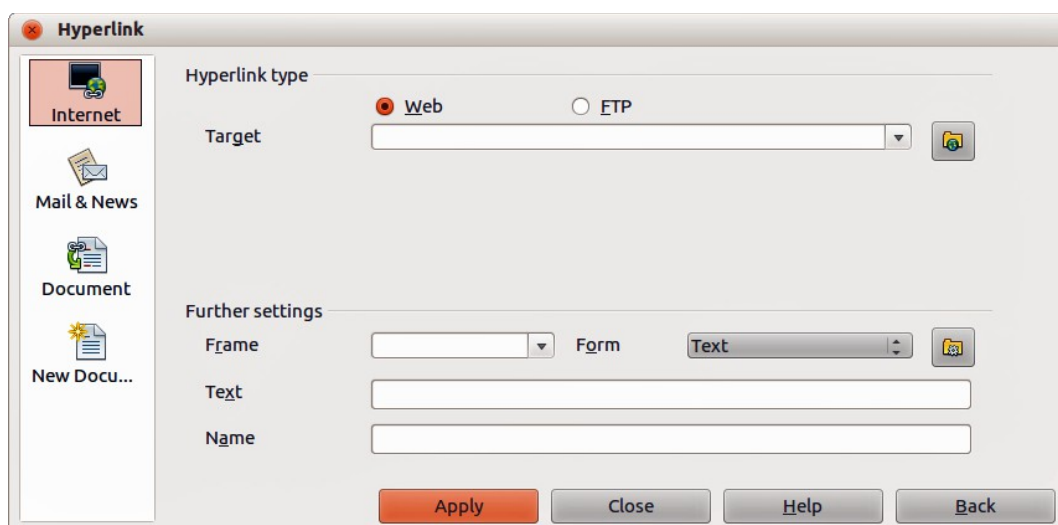 Hyperlink
Internet
Mail & News
Document
New Docu...
Hyperlink type
Web FTP
Target
Further settings
Frame Form Text
Text
Name
Apply Close Help Back